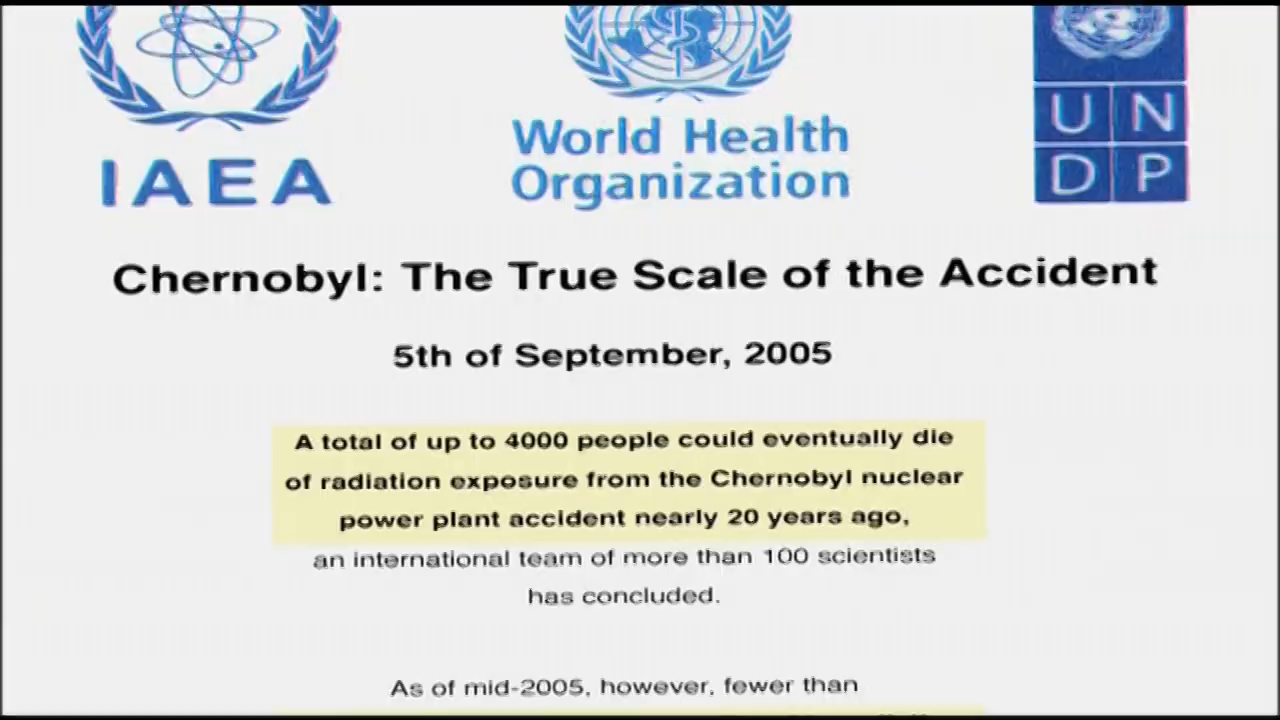 IAEA
World Health
Organization
UN
DP
Chernobyl: The True Scale of the Accident
5th of September, 2005
A total of up to 4000 people could eventually die
of radiation exposure from the Chernobyl nuclear
power plant accident nearly 20 years ago,
an international team of more than 100 scientists
has concluded.
As of mid-2005, however, fewer than